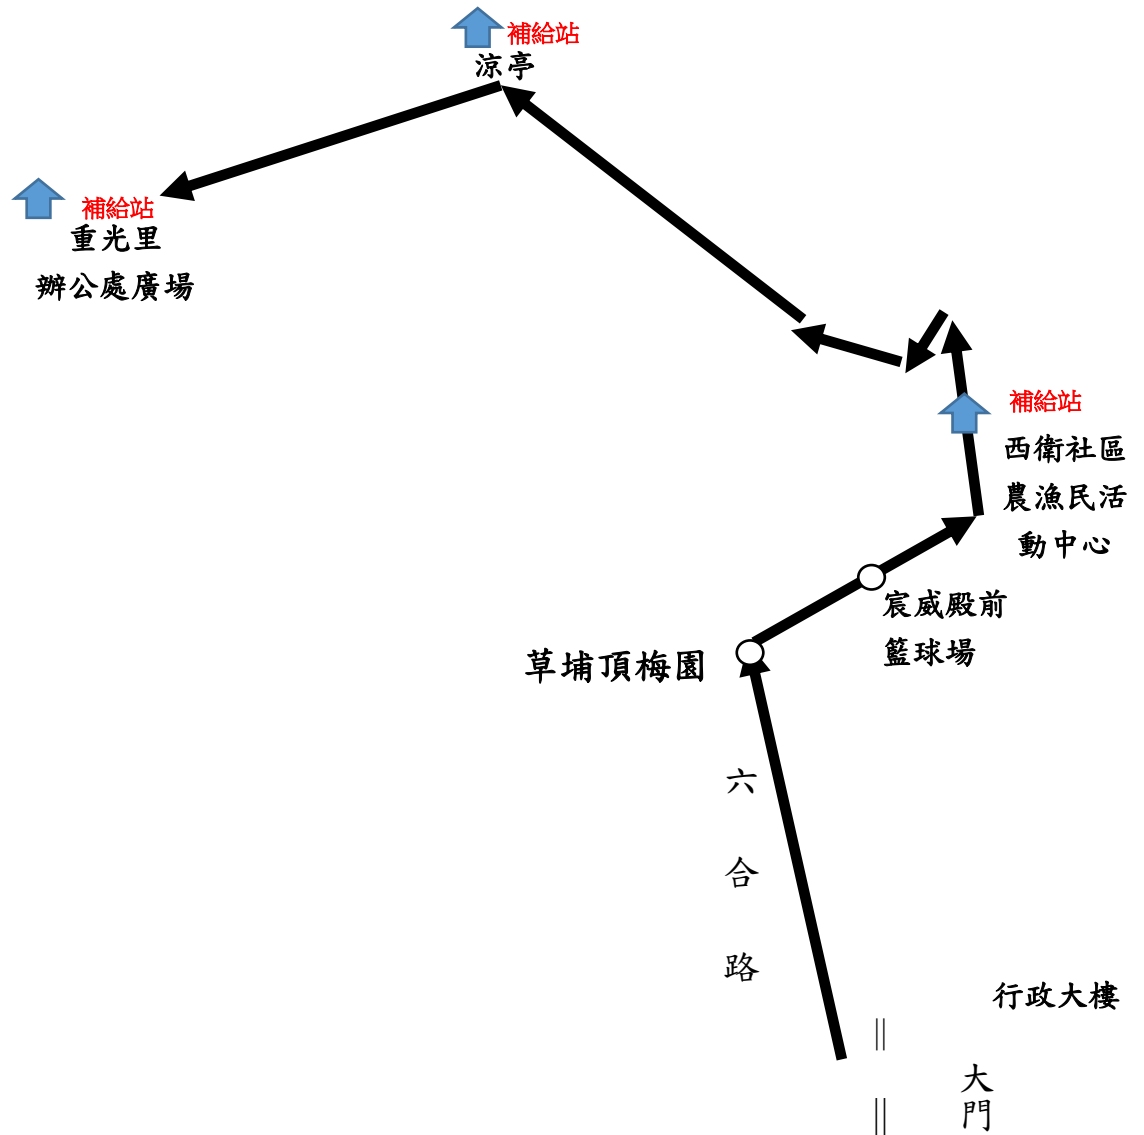 補給站
涼亭
補給站
重光里
辦公處廣場
補給站
西衛社區
農漁民活
動中心
宸威殿前
籃球場
草埔頂梅園
六
合
路
行政大樓
大
門